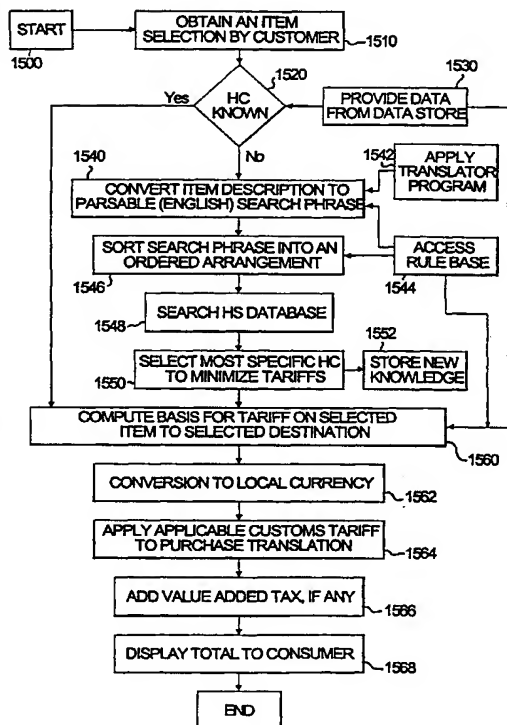 START
1500
OBTAIN AN ITEM
SELECTION BY CUSTOMER
1510
1520
HC
KNOWN
Yes
No
1530
PROVIDE DATA
FROM DATA STORE
1540
CONVERT ITEM DESCRIPTION TO
PARSABLE (ENGLISH) SEARCH PHRASE
1542
APPLY
TRANSLATOR
PROGRAM
SORT SEARCH PHRASE INTO AN
ORDERED ARRANGEMENT
1546
ACCESS
RULE BASE
1544
SEARCH HS DATABASE
1548
SELECT MOST SPECIFIC HC
TO MINIMIZE TARIFFS
1550
1552
STORE NEW
KNOWLEDGE
COMPUTE BASIS FOR TARIFF ON SELECTED
ITEM TO SELECTED DESTINATION
1560
CONVERSION TO LOCAL CURRENCY
1562
APPLY APPLICABLE CUSTOMS TARIFF
TO PURCHASE TRANSLATION
1564
ADD VALUE ADDED TAX, IF ANY
1566
DISPLAY TOTAL TO CONSUMER
1568
END